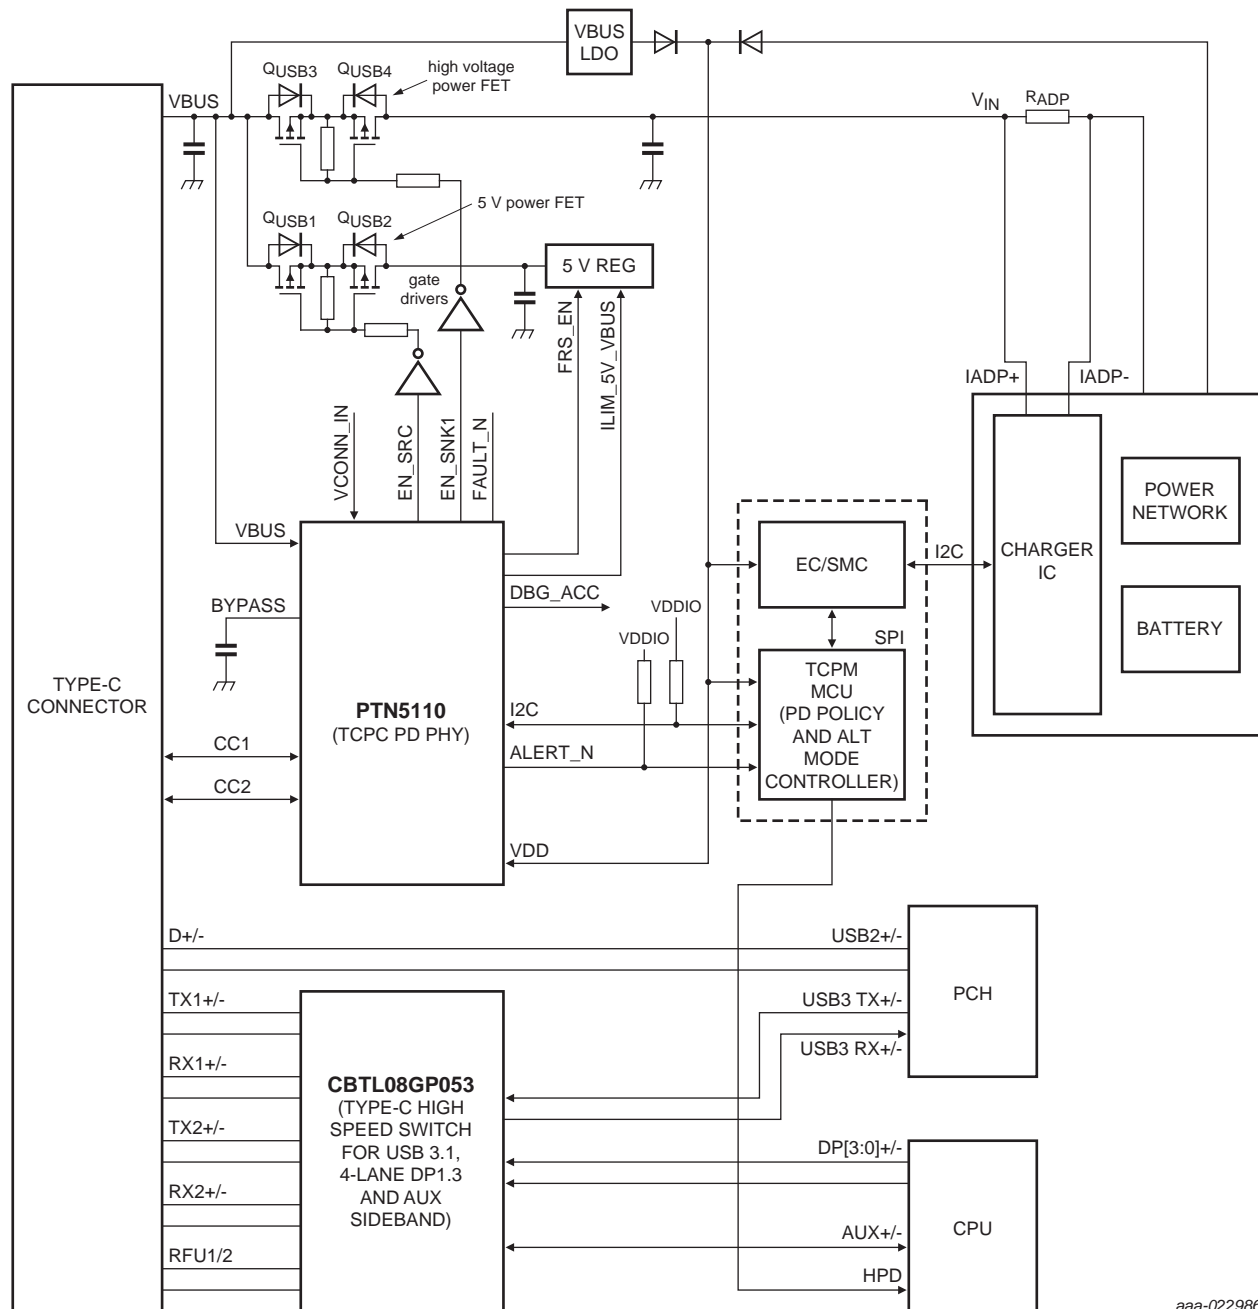 VBUS
LDO
QUSB3
QUSB4
high voltage
power FET
VBUS
VIN
RADP
QUSB1
QUSB2
5 V power FET
5 V REG
gate
drivers
FRS_EN
ILIM_5V_VBUS
IADP+
IADP-
VCONN_IN
EN_SRC
EN_SNK1
FAULT_N
POWER
NETWORK
VBUS
EC/SMC
I2C
CHARGER
IC
DBG_ACC
BYPASS
VDDIO
VDDIO
BATTERY
SPI
TYPE-C
CONNECTOR
PTN5110
(TCPC PD PHY)
TCPM
MCU
(PD POLICY
AND ALT
MODE
CONTROLLER)
I2C
CC1
ALERT_N
CC2
VDD
D+/-
USB2+/-
TX1+/-
USB3 TX+/-
PCH
USB3 RX+/-
RX1+/-
CBTL08GP053
(TYPE-C HIGH
SPEED SWITCH
FOR USB 3.1,
4-LANE DP1.3
AND AUX
SIDEBAND)
TX2+/-
DP[3:0]+/-
RX2+/-
AUX+/-
CPU
RFU1/2
HPD
aaa-022986